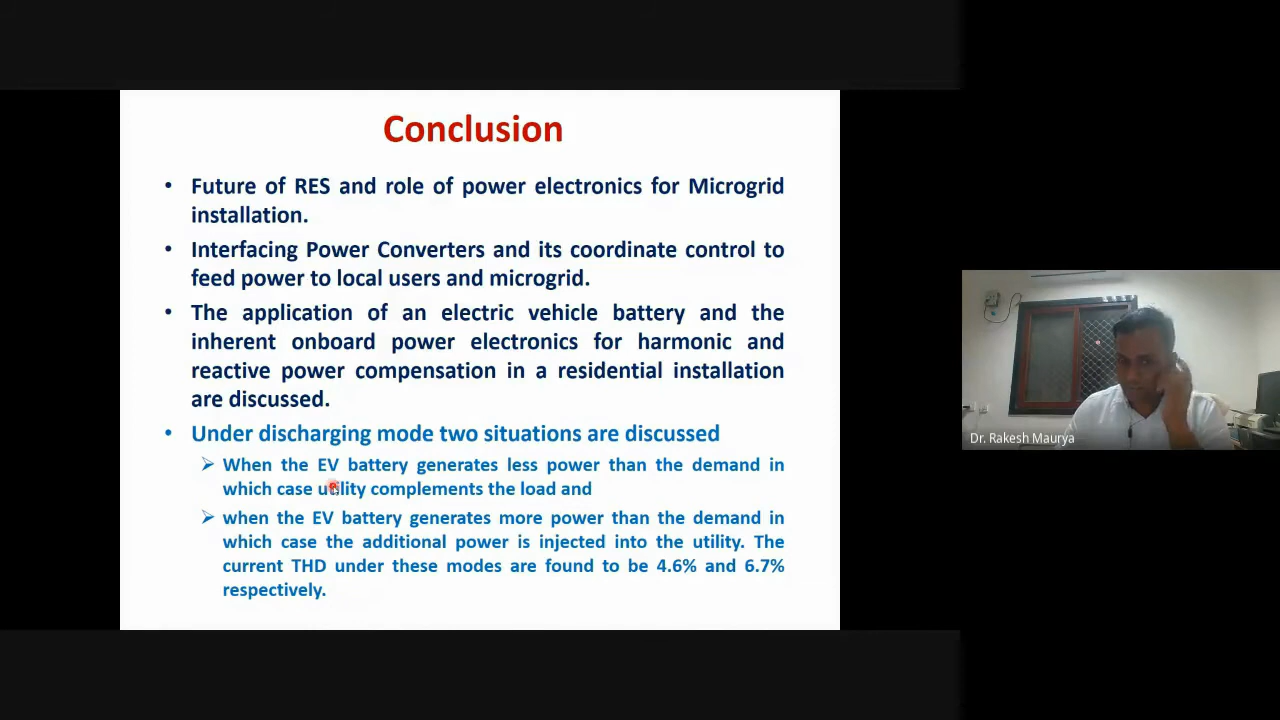 Conclusion
• Future of RES and role of power electronics for Microgrid
installation.
• Interfacing Power Converters and its coordinate control to
feed power to local users and microgrid.
• The application of an electric vehicle battery and the
inherent onboard power electronics for harmonic and
reactive power compensation in a residential installation
are discussed.
• Under discharging mode two situations are discussed
➢ When the EV battery generates less power than the demand in
which case utility complements the load and
➢ when the EV battery generates more power than the demand in
which case the additional power is injected into the utility. The
current THD under these modes are found to be 4.6% and 6.7%
respectively.
Dr. Rakesh Maurya